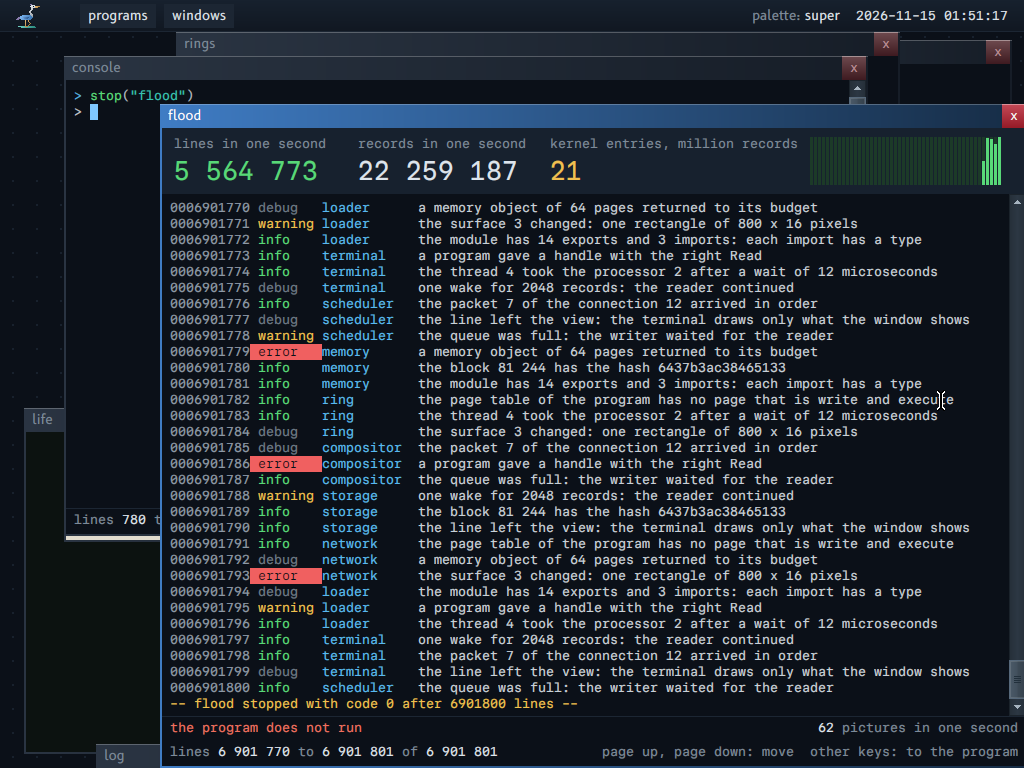 programs windows palette: super 2026-11-15 01:51:17
rings x
x
console x
> stop("flood")
>
flood x
lines in one second records in one second kernel entries, million records
5 564 773 22 259 187 21
0006901770 debug loader a memory object of 64 pages returned to its budget
0006901771 warning loader the surface 3 changed: one rectangle of 800 x 16 pixels
0006901772 info loader the module has 14 exports and 3 imports: each import has a type
0006901773 info terminal a program gave a handle with the right Read
0006901774 info terminal the thread 4 took the processor 2 after a wait of 12 microseconds
0006901775 debug terminal one wake for 2048 records: the reader continued
0006901776 info scheduler the packet 7 of the connection 12 arrived in order
0006901777 debug scheduler the line left the view: the terminal draws only what the window shows
0006901778 warning scheduler the queue was full: the writer waited for the reader
0006901779 error memory a memory object of 64 pages returned to its budget
0006901780 info memory the block 81 244 has the hash 6437b3ac38465133
0006901781 info memory the module has 14 exports and 3 imports: each import has a type
0006901782 info ring the page table of the program has no page that is write and execute
0006901783 info ring the thread 4 took the processor 2 after a wait of 12 microseconds
0006901784 debug ring the surface 3 changed: one rectangle of 800 x 16 pixels
0006901785 debug compositor the packet 7 of the connection 12 arrived in order
0006901786 error compositor a program gave a handle with the right Read
0006901787 info compositor the queue was full: the writer waited for the reader
0006901788 warning storage one wake for 2048 records: the reader continued
0006901789 info storage the block 81 244 has the hash 6437b3ac38465133
0006901790 info storage the line left the view: the terminal draws only what the window shows
0006901791 info network the page table of the program has no page that is write and execute
0006901792 debug network a memory object of 64 pages returned to its budget
0006901793 error network the surface 3 changed: one rectangle of 800 x 16 pixels
0006901794 debug loader the module has 14 exports and 3 imports: each import has a type
0006901795 warning loader a program gave a handle with the right Read
0006901796 info loader the thread 4 took the processor 2 after a wait of 12 microseconds
0006901797 info terminal one wake for 2048 records: the reader continued
0006901798 info terminal the packet 7 of the connection 12 arrived in order
0006901799 debug terminal the line left the view: the terminal draws only what the window shows
0006901800 info scheduler the queue was full: the writer waited for the reader
-- flood stopped with code 0 after 6901800 lines --
the program does not run 62 pictures in one second
lines 6 901 770 to 6 901 801 of 6 901 801 page up, page down: move other keys: to the program
life
lines 780 t
log